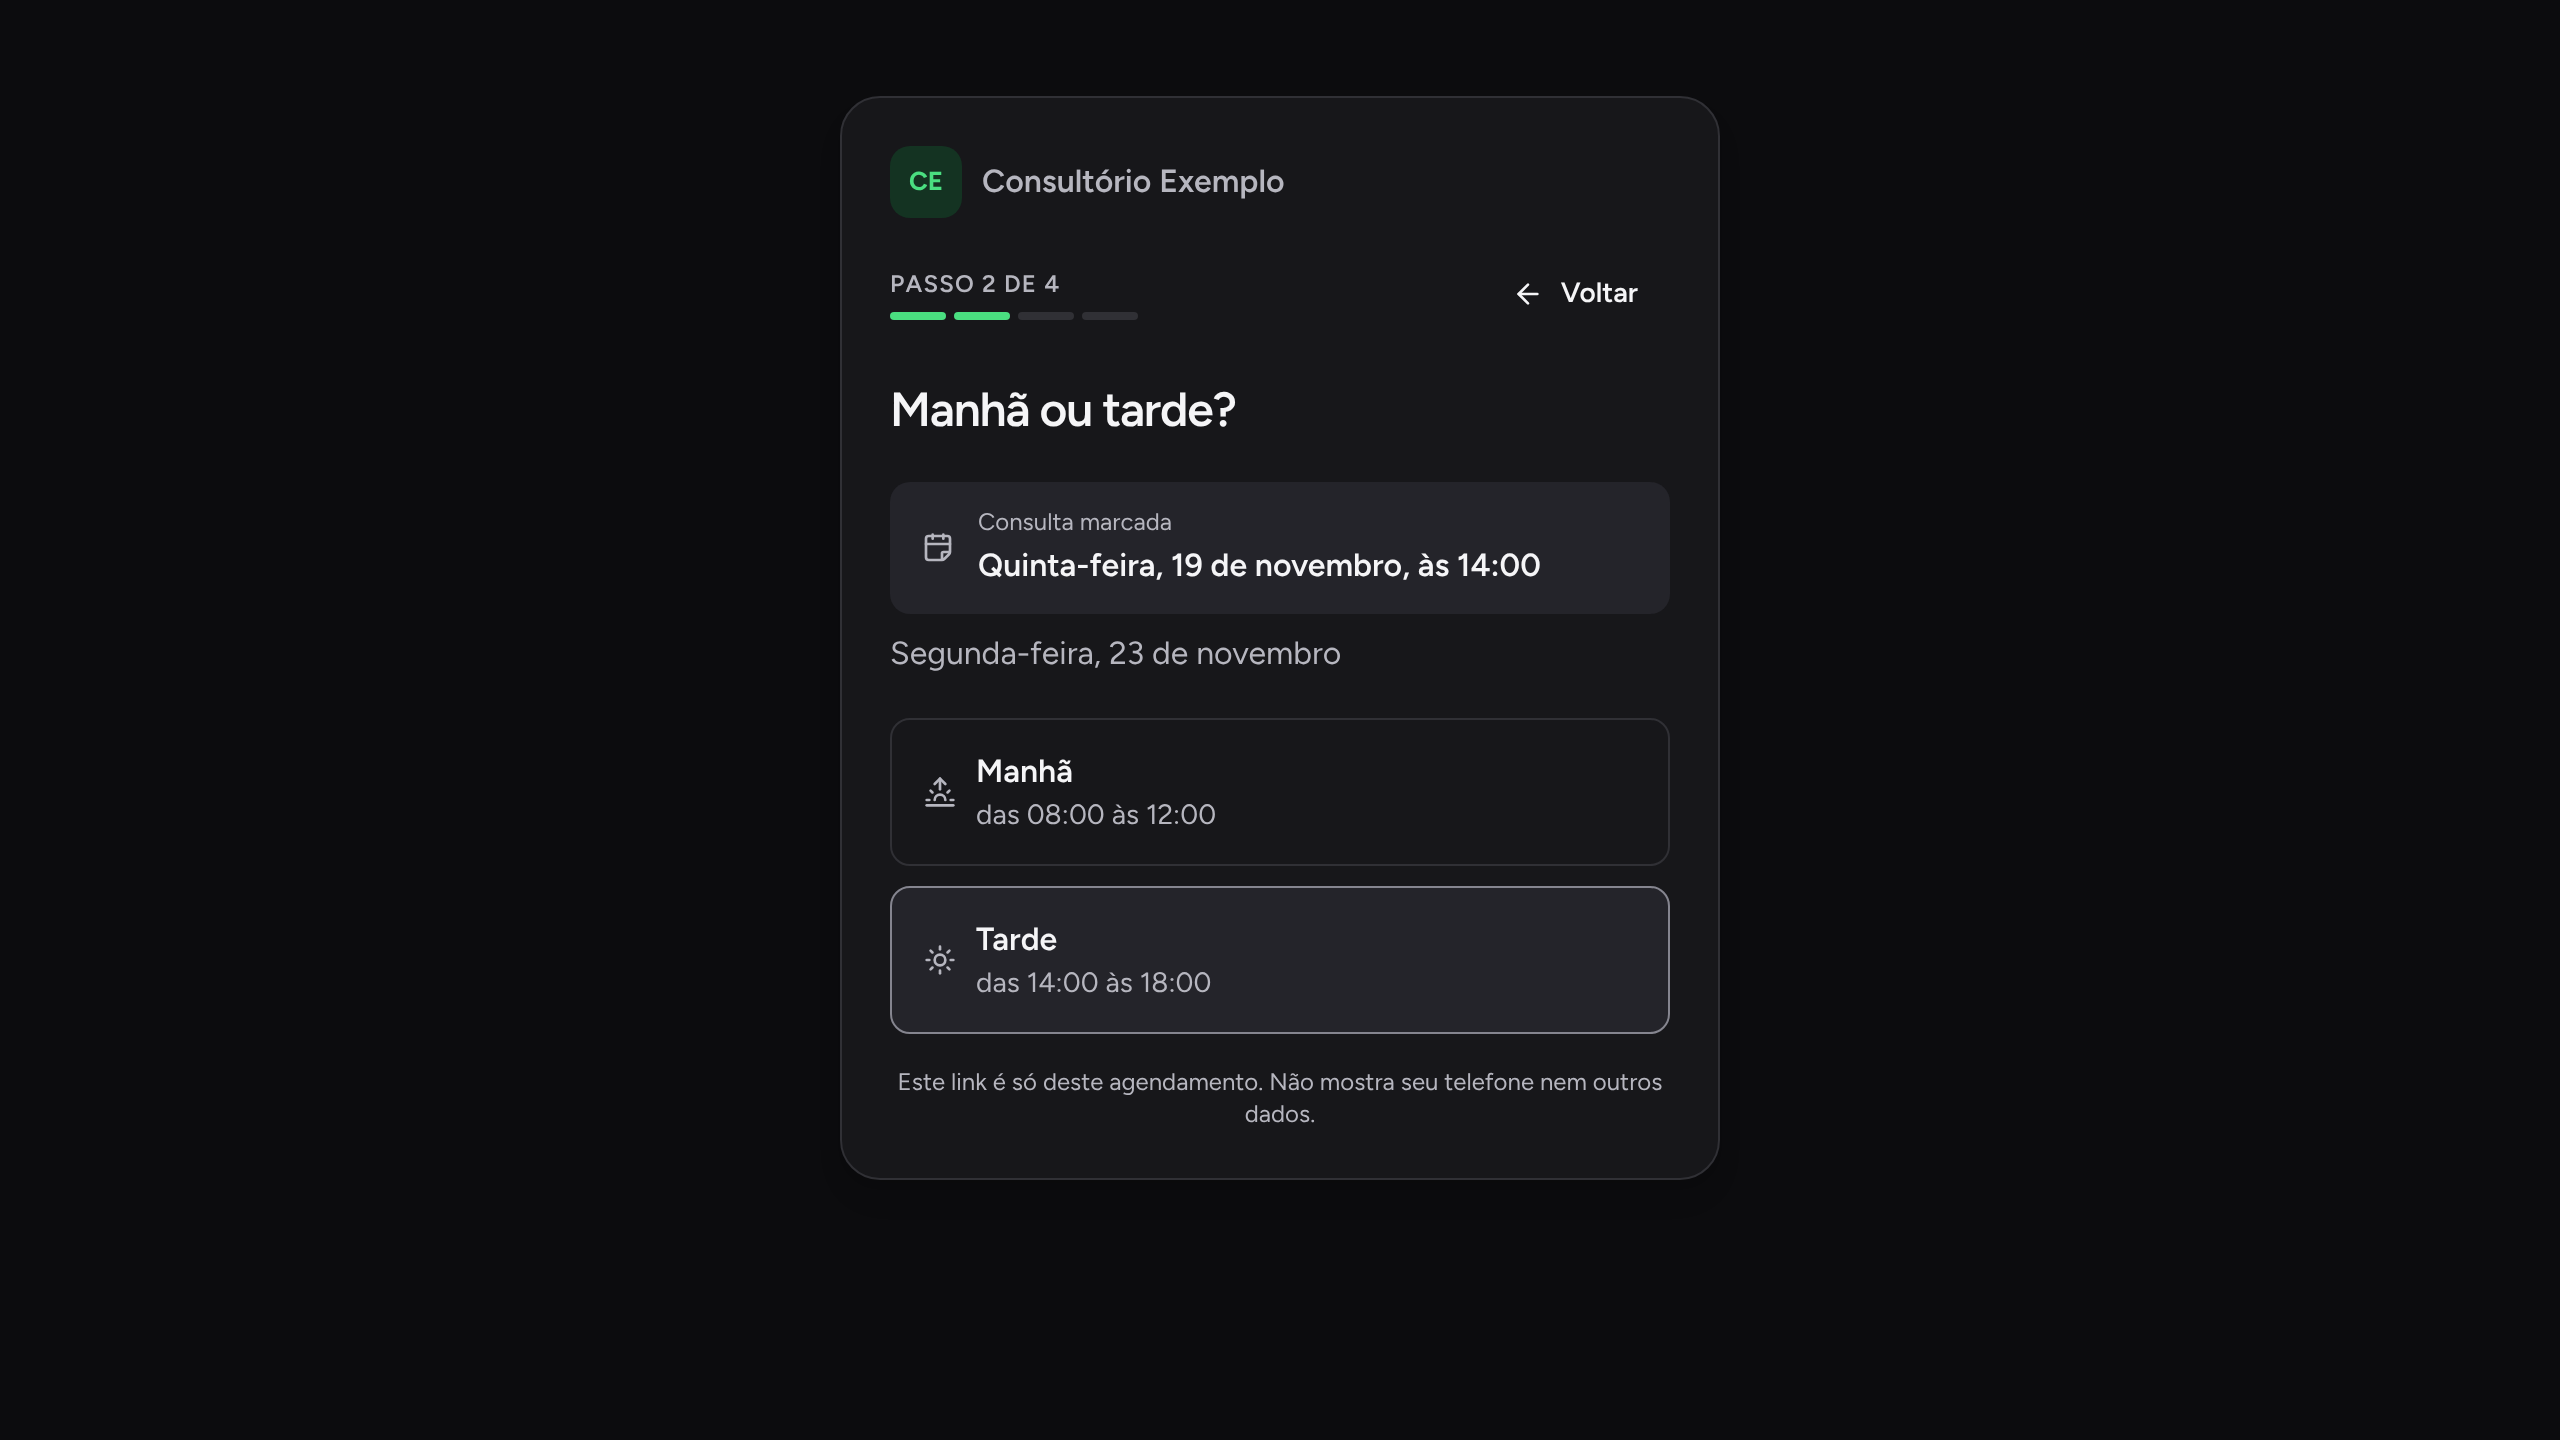 CE
Consultório Exemplo
PASSO 2 DE 4
Voltar
Manhã ou tarde?
Consulta marcada
Quinta-feira, 19 de novembro, às 14:00
Segunda-feira, 23 de novembro
Manhã
das 08:00 às 12:00
Tarde
das 14:00 às 18:00
Este link é só deste agendamento. Não mostra seu telefone nem outros
dados.